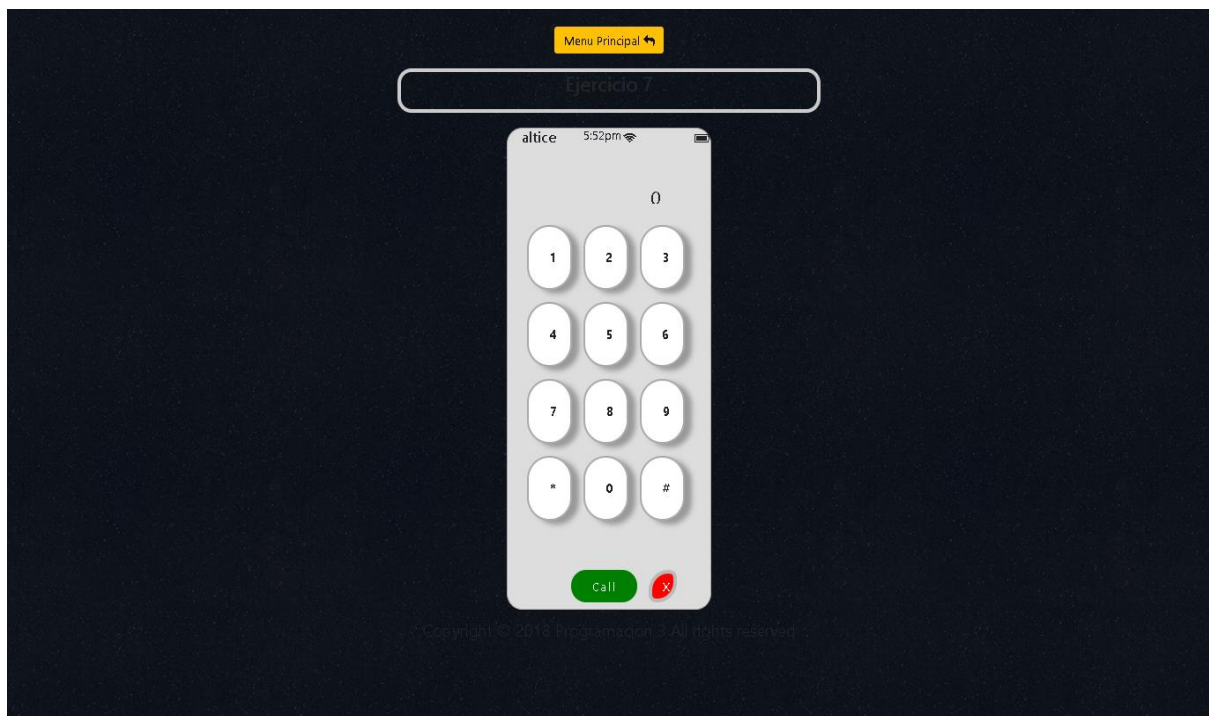 Menu Principal
Ejercicio 7
altice 5:52pm
0
1 2 3
4 5 6
7 8 9
* 0 #
Call X
Copyright © 2018 Programacion 3 All rights reserved